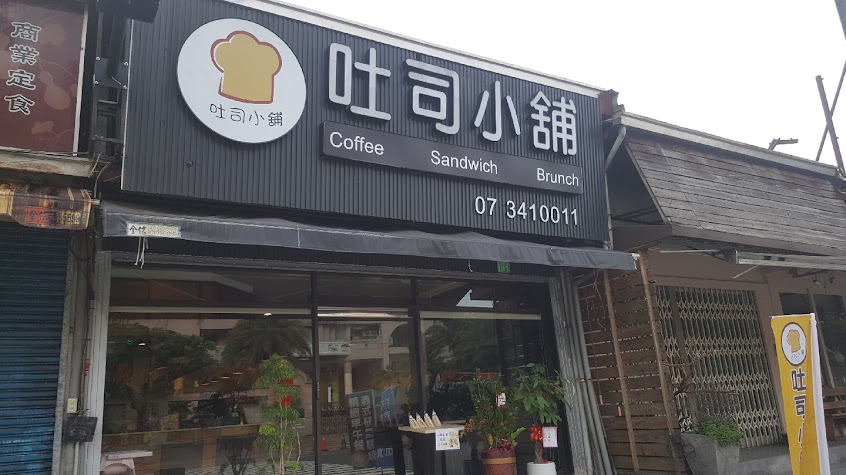 商業定食
吐司小舖
吐司小舖
Coffee Sandwich Brunch
07 3410011
吐司小